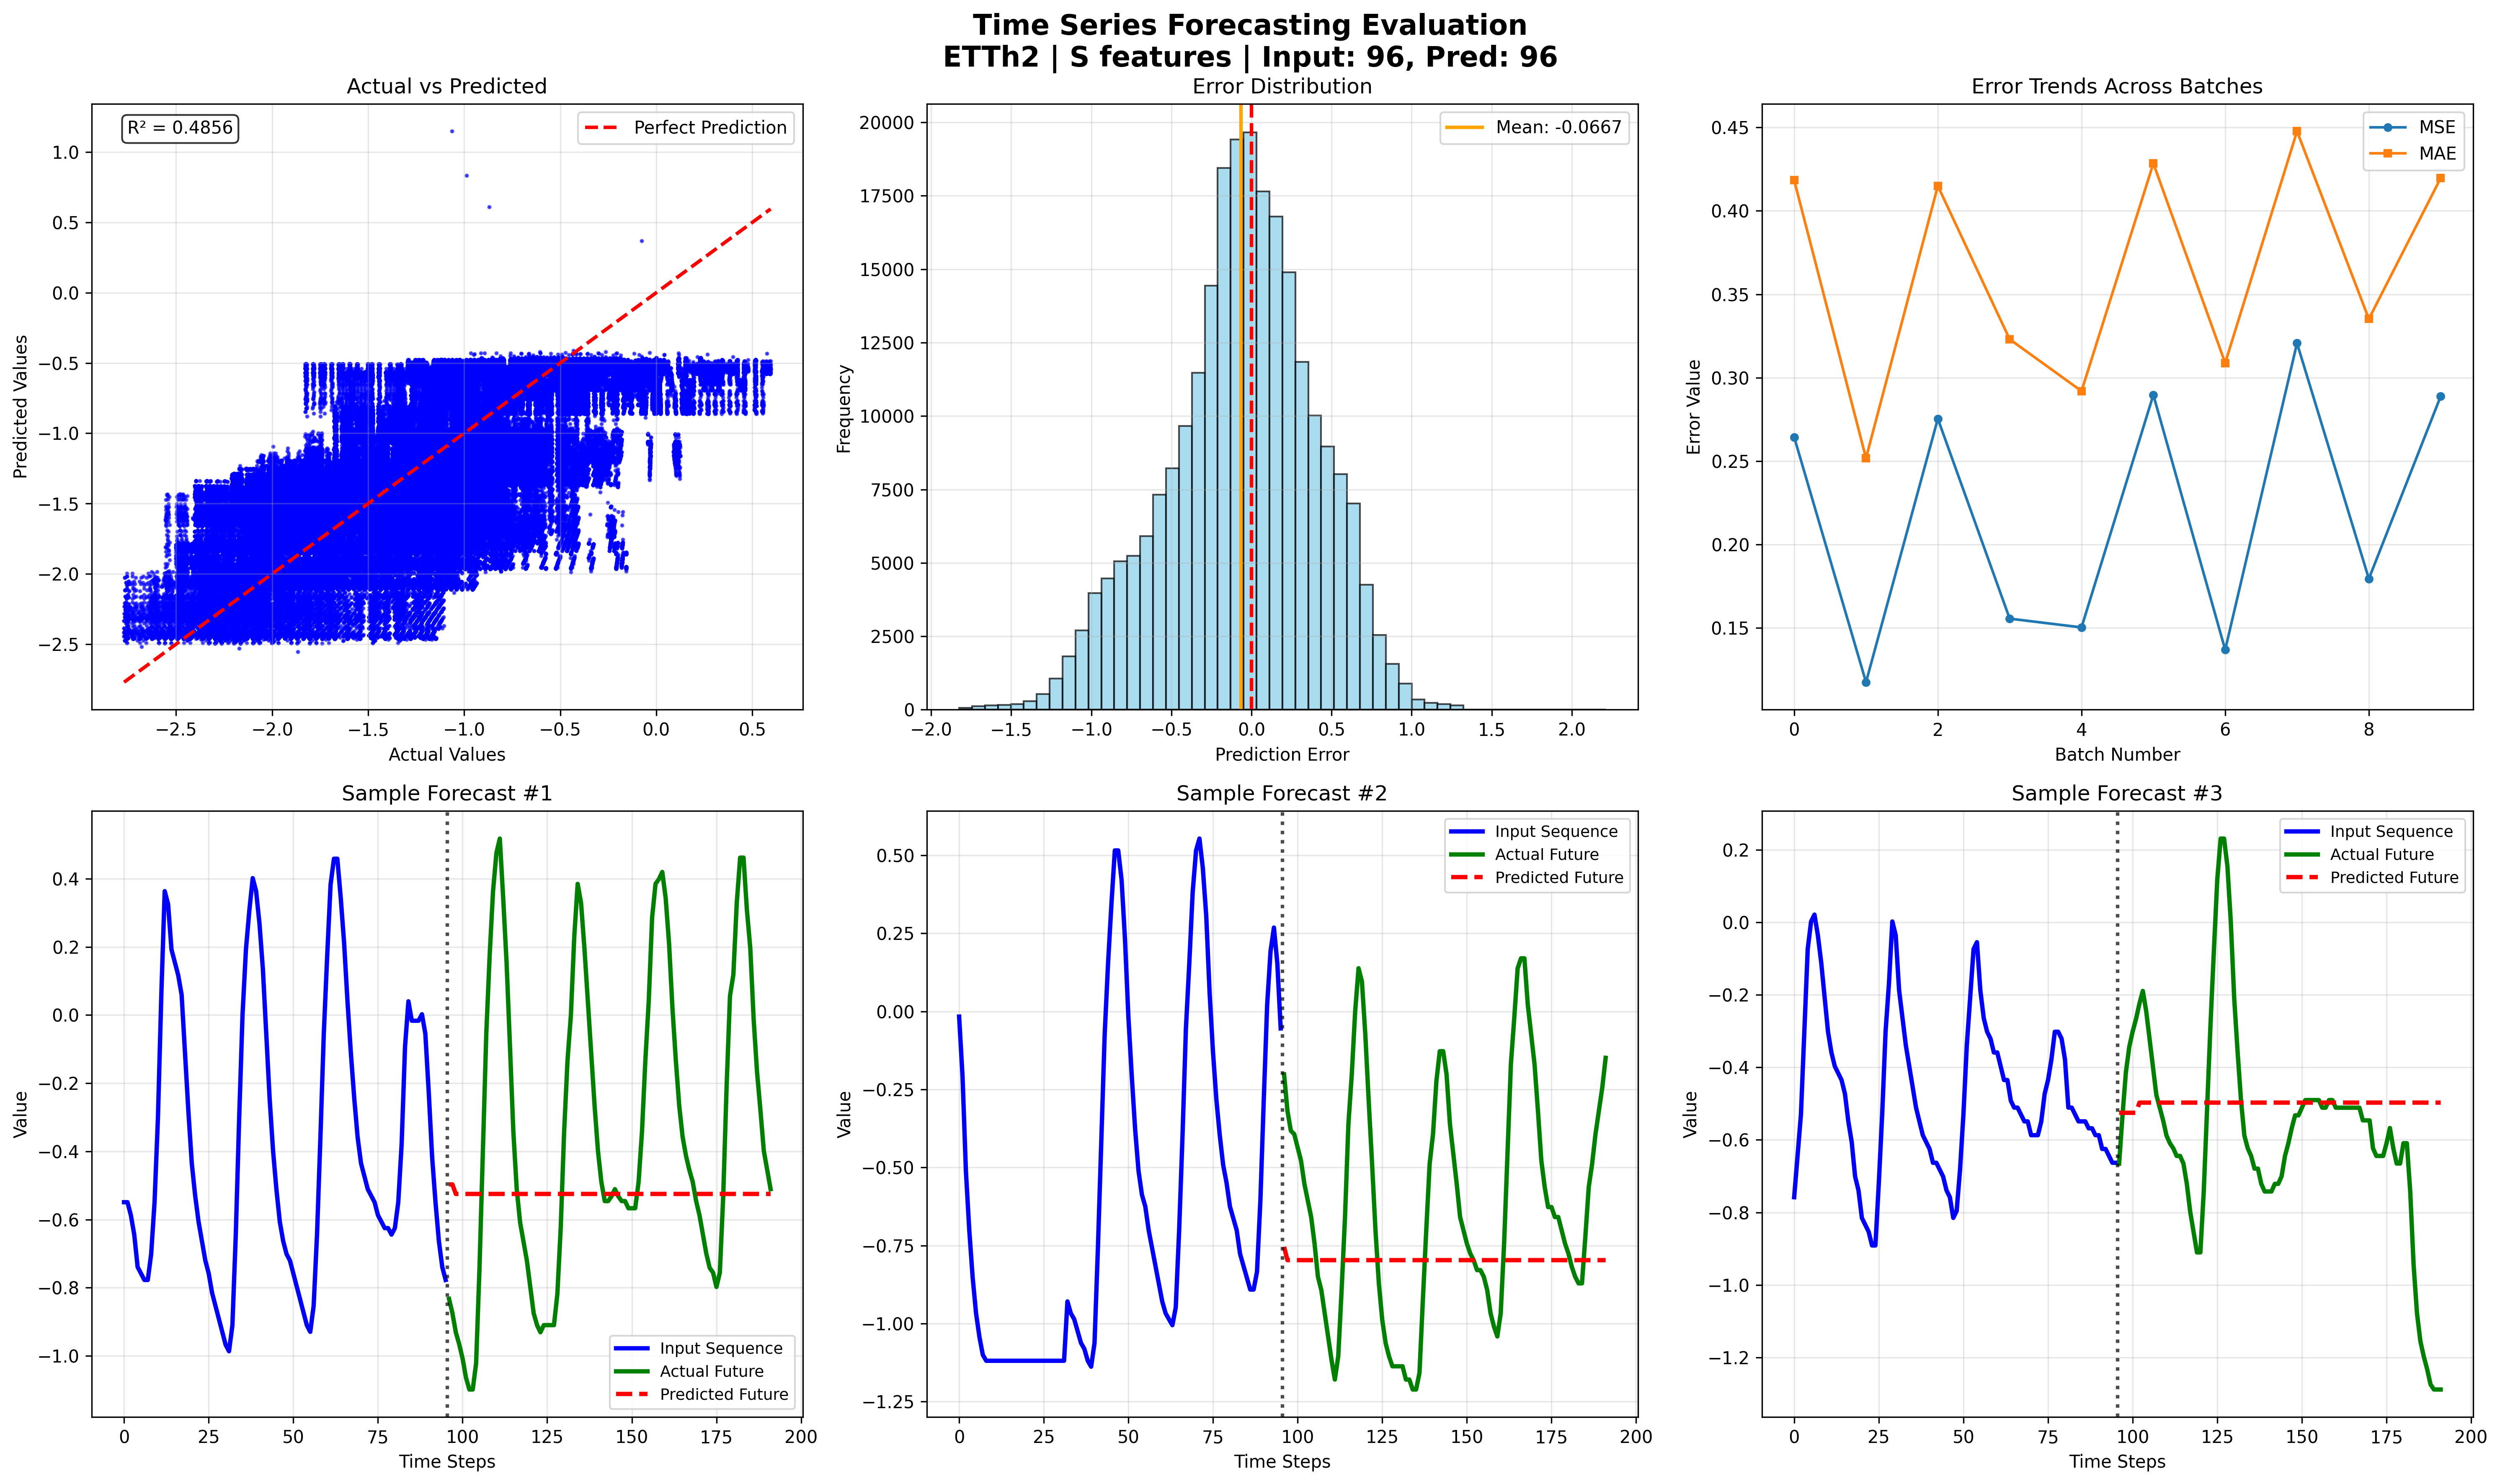 Time Series Forecasting Evaluation
ETTh2 | S features | Input: 96, Pred: 96
Actual vs Predicted
R² = 0.4856
Perfect Prediction
1.0
0.5
0.0
−0.5
−1.0
−1.5
−2.0
−2.5
Predicted Values
−2.5 −2.0 −1.5 −1.0 −0.5 0.0 0.5
Actual Values
Error Distribution
Mean: -0.0667
20000
17500
15000
12500
10000
7500
5000
2500
0
Frequency
−2.0 −1.5 −1.0 −0.5 0.0 0.5 1.0 1.5 2.0
Prediction Error
Error Trends Across Batches
MSE
MAE
0.45
0.40
0.35
0.30
0.25
0.20
0.15
Error Value
0 2 4 6 8
Batch Number
Sample Forecast #1
0.4
0.2
0.0
−0.2
−0.4
−0.6
−0.8
−1.0
Value
Input Sequence
Actual Future
Predicted Future
0 25 50 75 100 125 150 175 200
Time Steps
Sample Forecast #2
Input Sequence
Actual Future
Predicted Future
0.50
0.25
0.00
−0.25
−0.50
−0.75
−1.00
−1.25
Value
0 25 50 75 100 125 150 175 200
Time Steps
Sample Forecast #3
Input Sequence
Actual Future
Predicted Future
0.2
0.0
−0.2
−0.4
−0.6
−0.8
−1.0
−1.2
Value
0 25 50 75 100 125 150 175 200
Time Steps